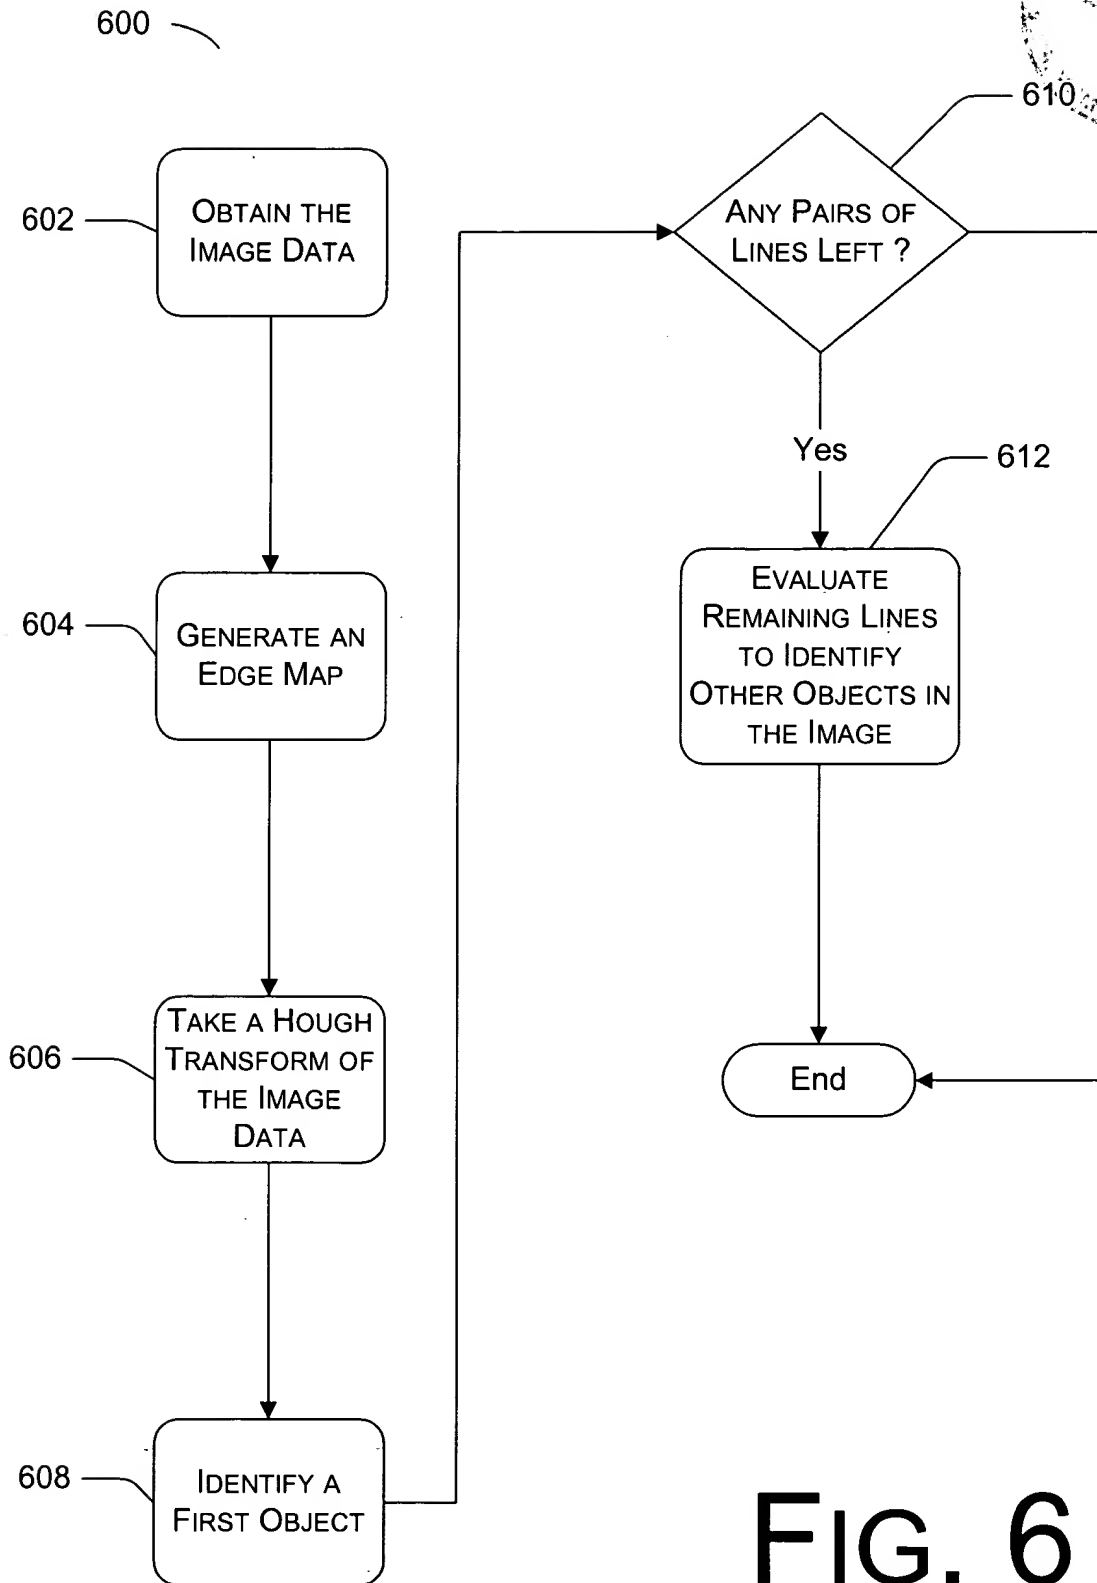 600
602
OBTAIN THE
IMAGE DATA
604
GENERATE AN
EDGE MAP
606
TAKE A HOUGH
TRANSFORM OF
THE IMAGE
DATA
608
IDENTIFY A
FIRST OBJECT
610
ANY PAIRS OF
LINES LEFT ?
Yes
612
EVALUATE
REMAINING LINES
TO IDENTIFY
OTHER OBJECTS IN
THE IMAGE
End
FIG. 6